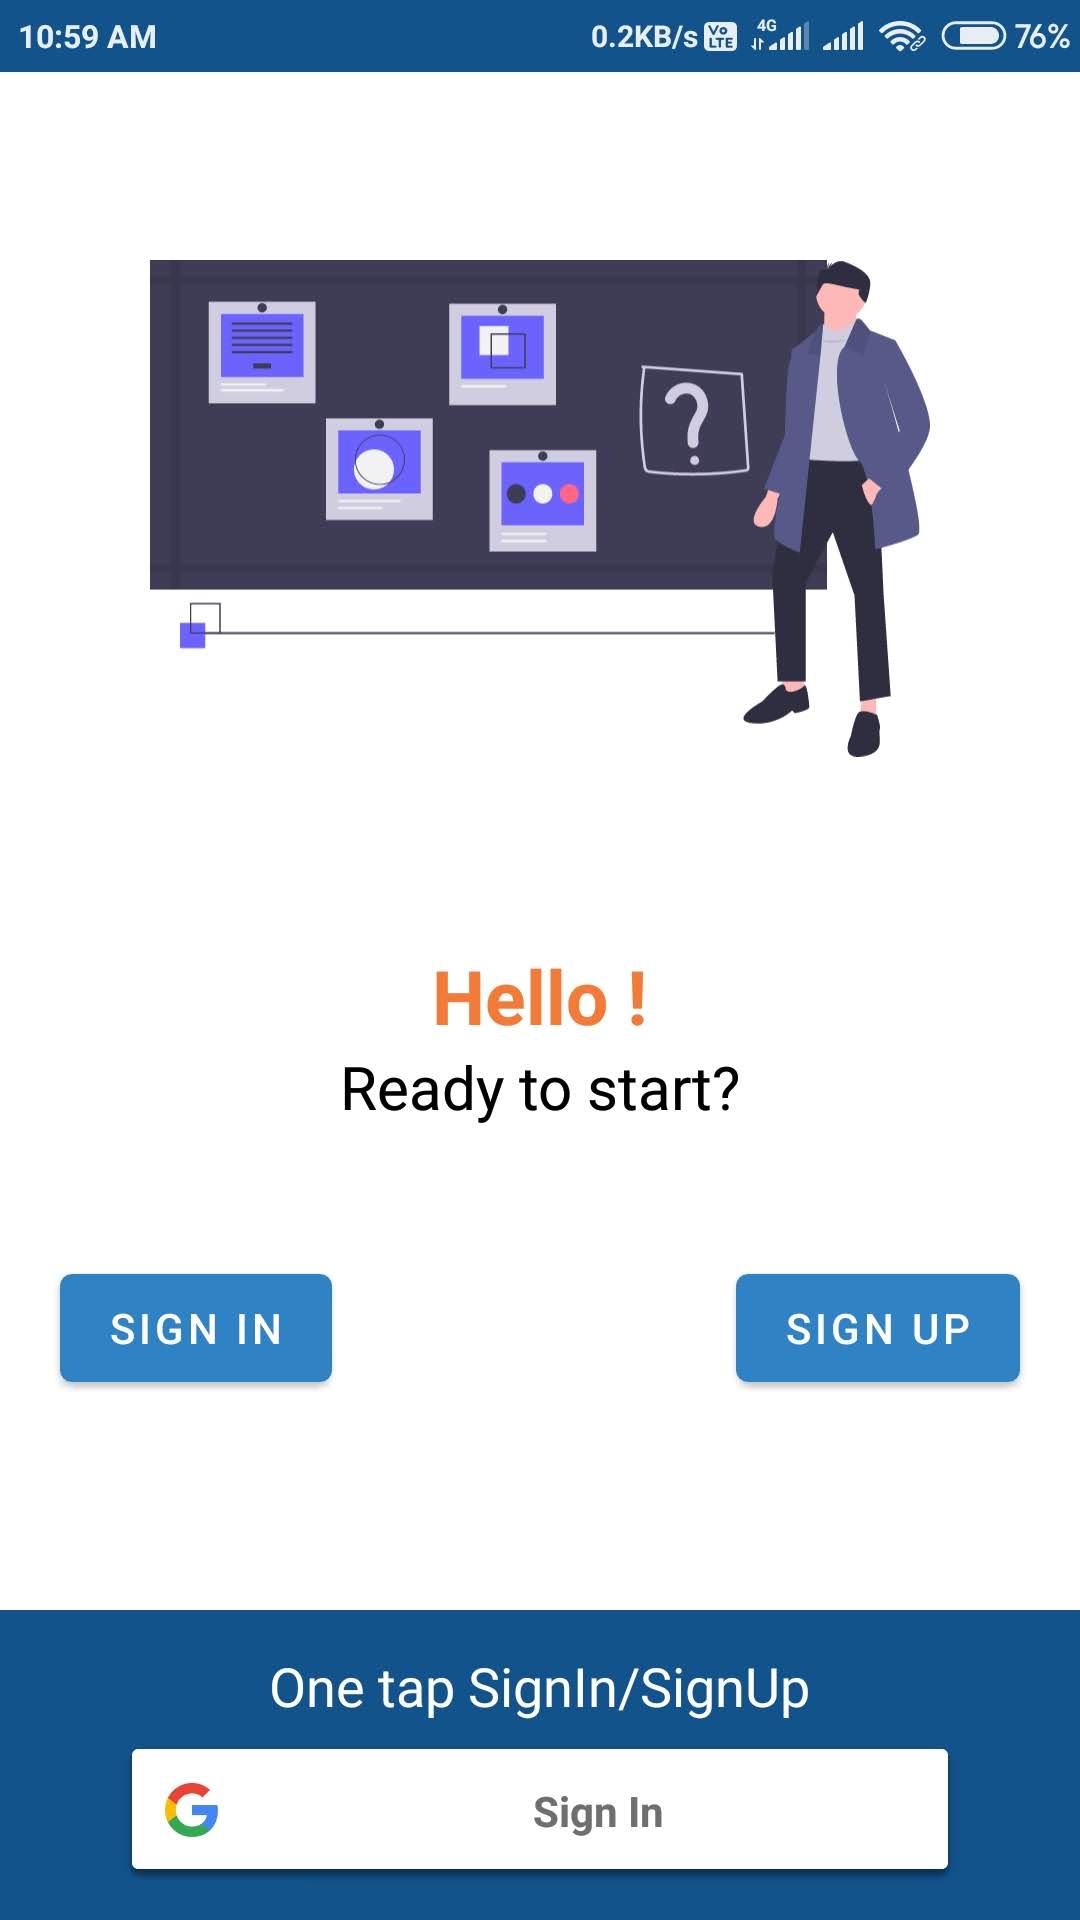 10:59 AM 0.2KB/s Vo LTE 4G 76%
?
Hello !
Ready to start?
SIGN IN SIGN UP
One tap SignIn/SignUp
G Sign In